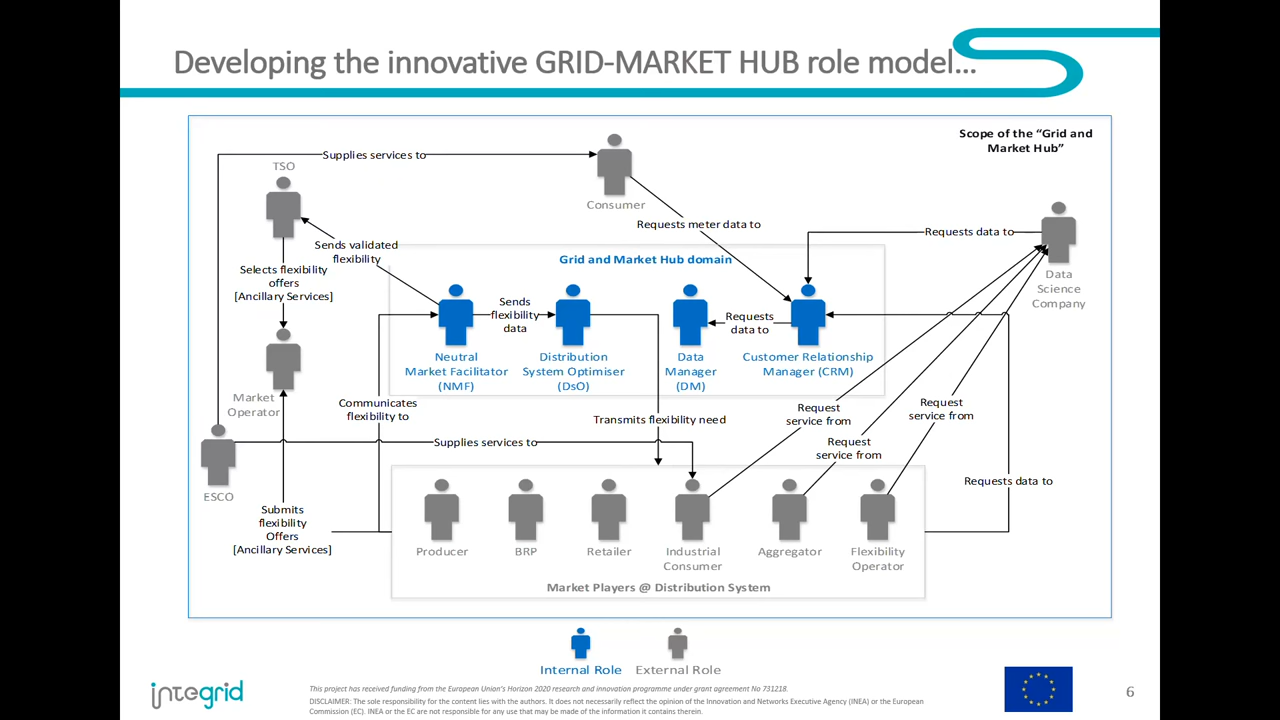 Developing the innovative GRID-MARKET HUB role model...
Scope of the “Grid and
Market Hub”
Supplies services to
TSO
Consumer
Requests meter data to
Requests data to
Sends validated
flexibility
Grid and Market Hub domain
Selects flexibility
offers
[Ancillary Services]
Data
Science
Company
Sends
flexibility
data
Requests
data to
Neutral
Market Facilitator
(NMF)
Distribution
System Optimiser
(DsO)
Data
Manager
(DM)
Customer Relationship
Manager (CRM)
Market
Operator
Communicates
flexibility to
Transmits flexibility need
Request
service from
Request
service from
Request
service from
Supplies services to
ESCO
Requests data to
Submits
flexibility
Offers
[Ancillary Services]
Producer
BRP
Retailer
Industrial
Consumer
Aggregator
Flexibility
Operator
Market Players @ Distribution System
Internal Role
External Role
integrid
This project has received funding from the European Union's Horizon 2020 research and innovation programme under grant agreement No 731218.
DISCLAIMER: The sole responsibility for the content lies with the authors. It does not necessarily reflect the opinion of the Innovation and Networks Executive Agency (INEA) or the European
Commission (EC). INEA or the EC are not responsible for any use that may be made of the information it contains therein.
6